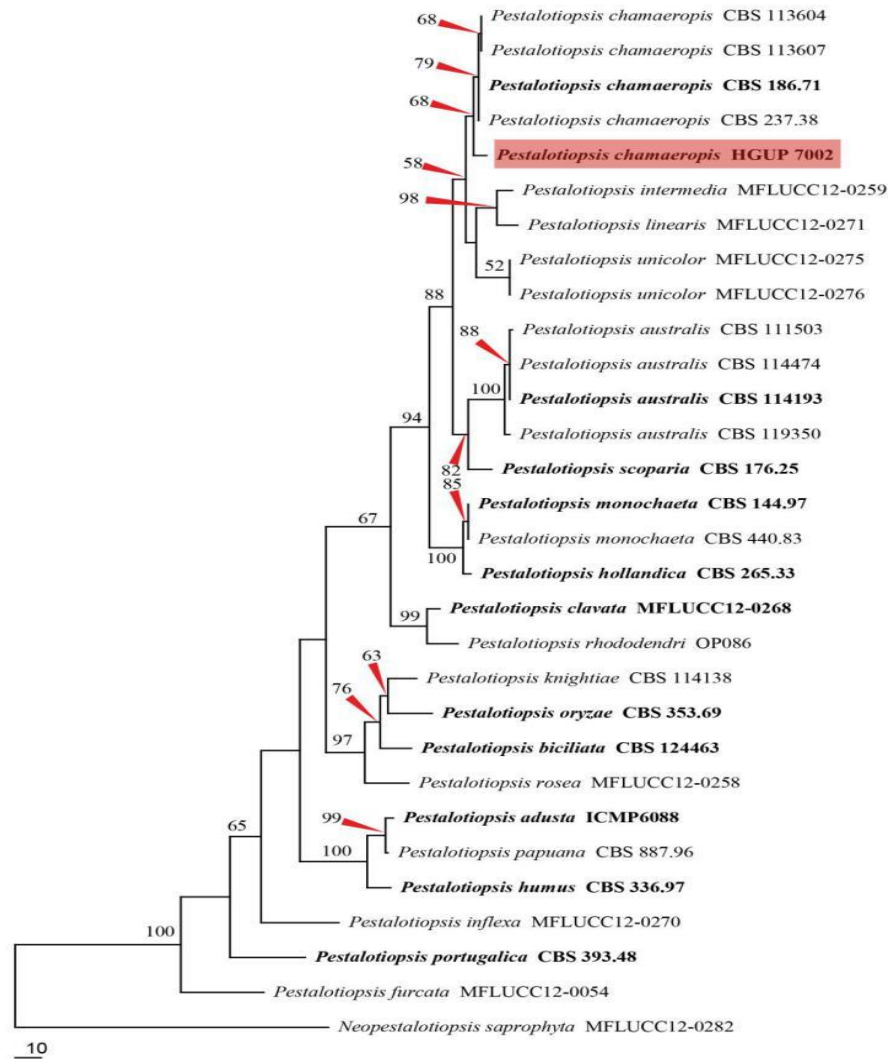 68
Pestalotiopsis chamaeropis CBS 113604
Pestalotiopsis chamaeropis CBS 113607
79
Pestalotiopsis chamaeropis CBS 186.71
68
Pestalotiopsis chamaeropis CBS 237.38
Pestalotiopsis chamaeropis HGUP 7002
58
Pestalotiopsis intermedia MFLUCC12-0259
98
Pestalotiopsis linearis MFLUCC12-0271
Pestalotiopsis unicolor MFLUCC12-0275
52
Pestalotiopsis unicolor MFLUCC12-0276
88
Pestalotiopsis australis CBS 111503
88
Pestalotiopsis australis CBS 114474
100
Pestalotiopsis australis CBS 114193
94
Pestalotiopsis australis CBS 119350
82
Pestalotiopsis scoparia CBS 176.25
85
Pestalotiopsis monochaeta CBS 144.97
67
Pestalotiopsis monochaeta CBS 440.83
100
Pestalotiopsis hollandica CBS 265.33
Pestalotiopsis clavata MFLUCC12-0268
99
Pestalotiopsis rhododendri OP086
63
Pestalotiopsis knightiae CBS 114138
76
Pestalotiopsis oryzae CBS 353.69
97
Pestalotiopsis biciliata CBS 124463
Pestalotiopsis rosea MFLUCC12-0258
99
Pestalotiopsis adusta ICMP6088
65
100
Pestalotiopsis papuana CBS 887.96
Pestalotiopsis humus CBS 336.97
Pestalotiopsis inflexa MFLUCC12-0270
100
Pestalotiopsis portugalica CBS 393.48
Pestalotiopsis furcata MFLUCC12-0054
Neopestalotiopsis saprophyta MFLUCC12-0282
10